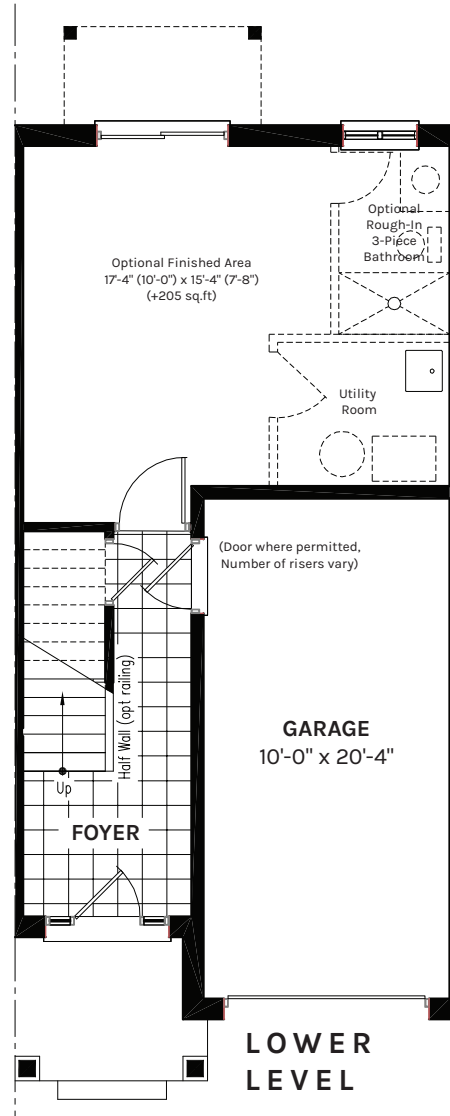 Optional
Rough-In
3-Piece
Bathroom
Optional Finished Area
17'-4" (10'-0") x 15'-4" (7'-8")
(+205 sq.ft)
Utility
Room
(Door where permitted,
Number of risers vary)
Half Wall (opt railing)
GARAGE
10'-0" x 20'-4"
Up
FOYER
LOWER
LEVEL